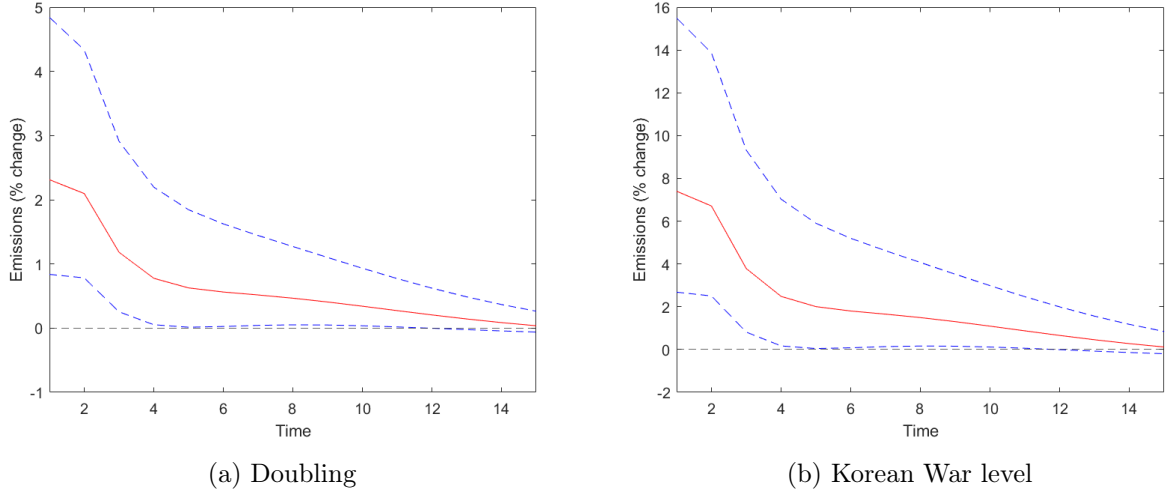 5
4
3
2
1
0
-1
Emissions (% change)
2 4 6 8 10 12 14
Time
(a) Doubling
16
14
12
10
8
6
4
2
0
-2
Emissions (% change)
2 4 6 8 10 12 14
Time
(b) Korean War level